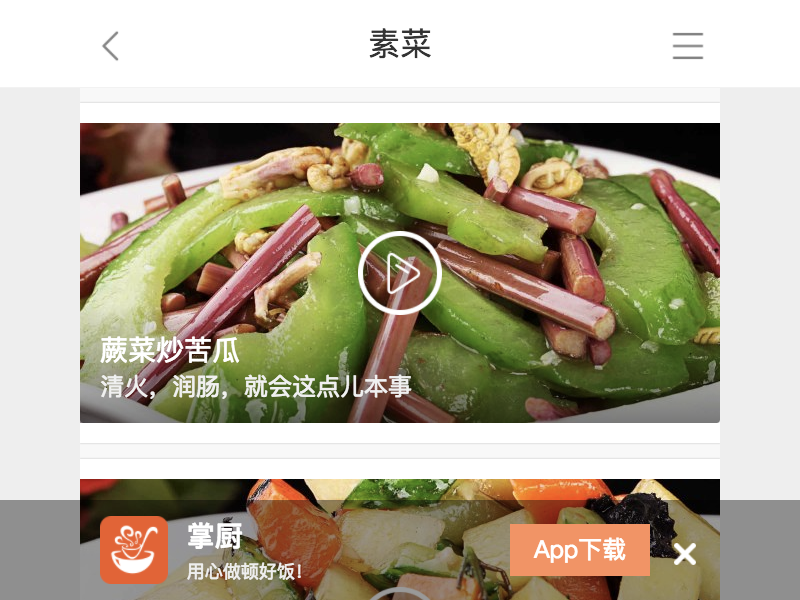 素菜
蕨菜炒苦瓜
清火，润肠，就会这点儿本事
掌厨
用心做顿好饭！
App下载